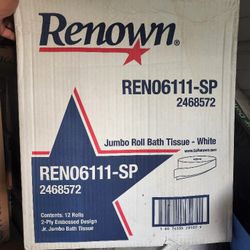 Renown®
REN06111-SP
2468572
Jumbo Roll Bath Tissue - White
REN06111-SP
2468572
Contents: 12 Rolls
2-Ply Embossed Design
Jr. Jumbo Bath Tissue